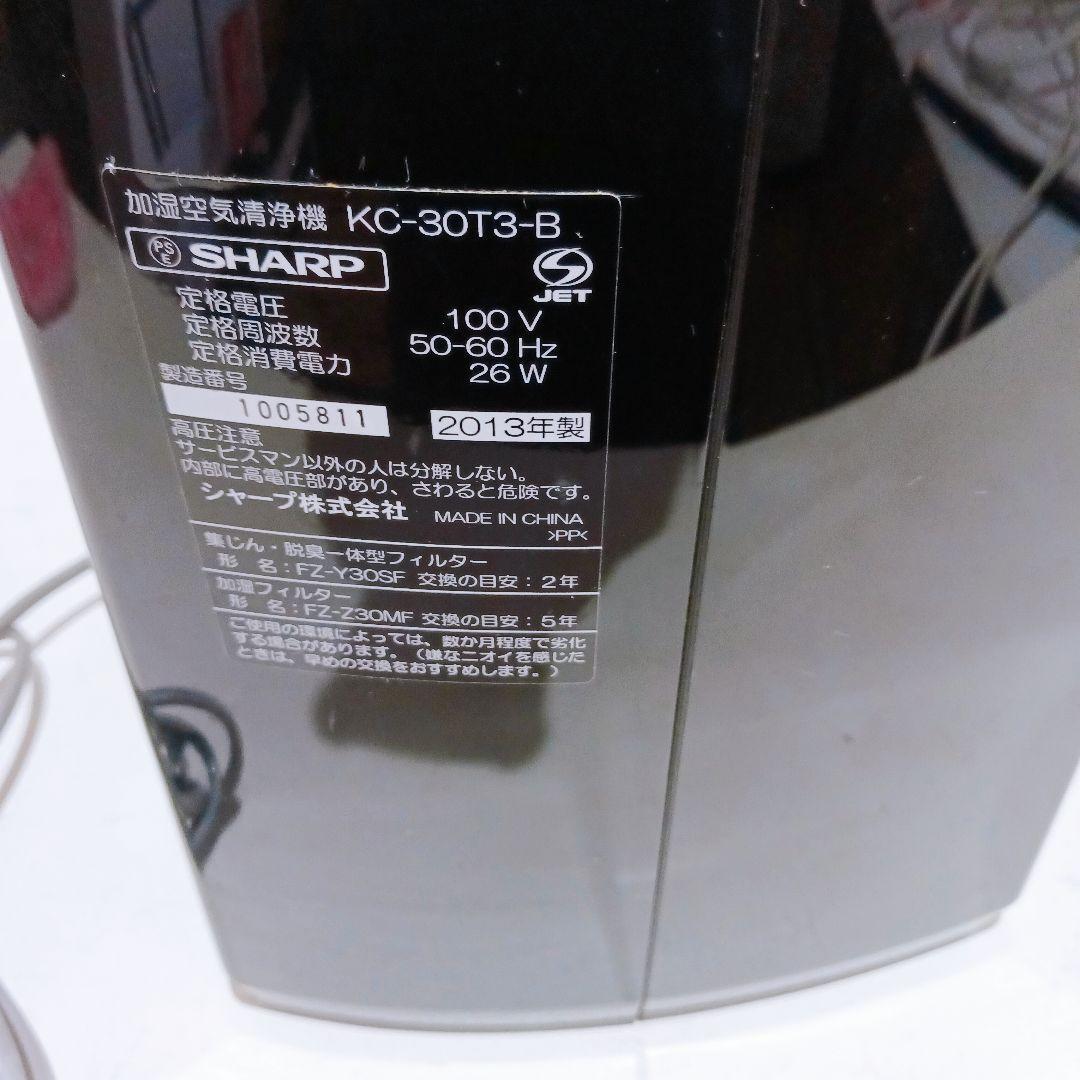 加湿空気清浄機 KC-30T3-B
PSE SHARP
JET
定格電圧 100 V
定格周波数 50-60 Hz
定格消費電力 26 W
製造番号
1005811 2013年製
高圧注意
サービスマン以外の人は分解しない。
内部に高電圧部があり、さわると危険です。
シャープ株式会社 MADE IN CHINA
>PP<
集じん・脱臭一体型フィルター
形 名：FZ-Y30SF 交換の目安：2年
加湿フィルター
形 名：FZ-Z30MF 交換の目安：5年
ご使用の環境によっては、数か月程度で劣化
する場合があります。（嫌なニオイを感じた
ときは、早めの交換をおすすめします。）